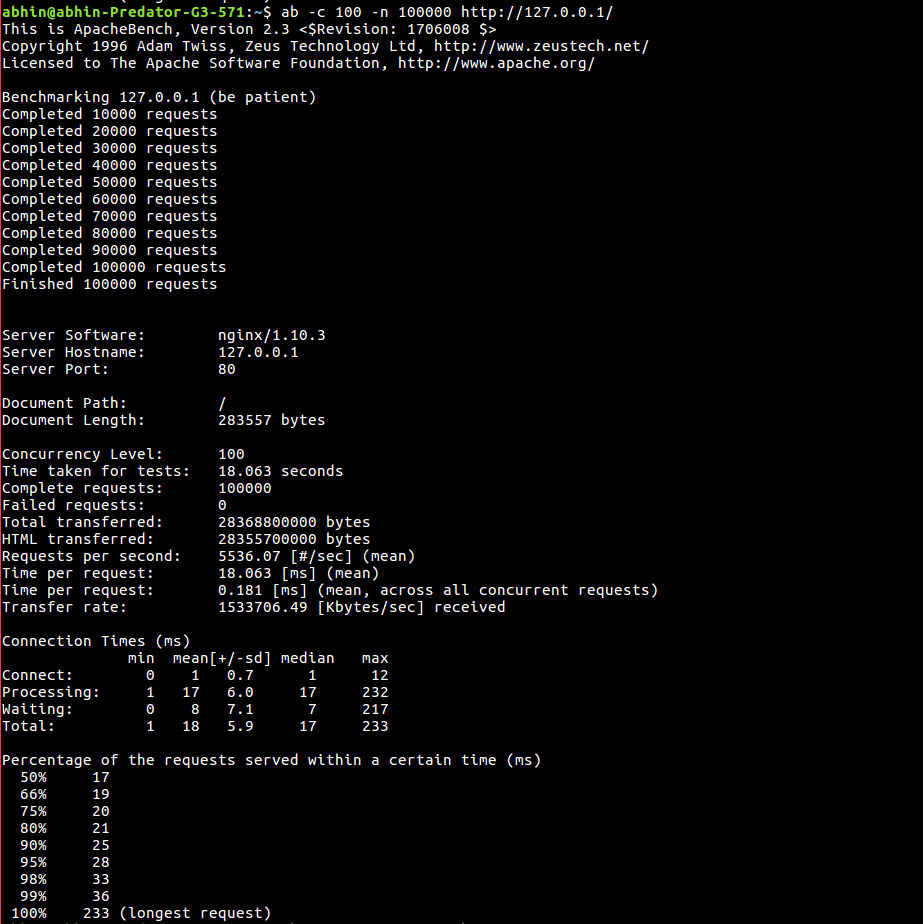 abhin@abhin-Predator-G3-571:~$ ab -c 100 -n 100000 http://127.0.0.1/
This is ApacheBench, Version 2.3 <$Revision: 1706008 $>
Copyright 1996 Adam Twiss, Zeus Technology Ltd, http://www.zeustech.net/
Licensed to The Apache Software Foundation, http://www.apache.org/
Benchmarking 127.0.0.1 (be patient)
Completed 10000 requests
Completed 20000 requests
Completed 30000 requests
Completed 40000 requests
Completed 50000 requests
Completed 60000 requests
Completed 70000 requests
Completed 80000 requests
Completed 90000 requests
Completed 100000 requests
Finished 100000 requests
Server Software:        nginx/1.10.3
Server Hostname:        127.0.0.1
Server Port:            80
Document Path:          /
Document Length:        283557 bytes
Concurrency Level:      100
Time taken for tests:   18.063 seconds
Complete requests:      100000
Failed requests:        0
Total transferred:      28368800000 bytes
HTML transferred:       28355700000 bytes
Requests per second:    5536.07 [#/sec] (mean)
Time per request:       18.063 [ms] (mean)
Time per request:       0.181 [ms] (mean, across all concurrent requests)
Transfer rate:          1533706.49 [Kbytes/sec] received
Connection Times (ms)
              min  mean[+/-sd] median   max
Connect:        0    1   0.7      1      12
Processing:     1   17   6.0     17     232
Waiting:        0    8   7.1      7     217
Total:          1   18   5.9     17     233
Percentage of the requests served within a certain time (ms)
  50%     17
  66%     19
  75%     20
  80%     21
  90%     25
  95%     28
  98%     33
  99%     36
 100%    233 (longest request)